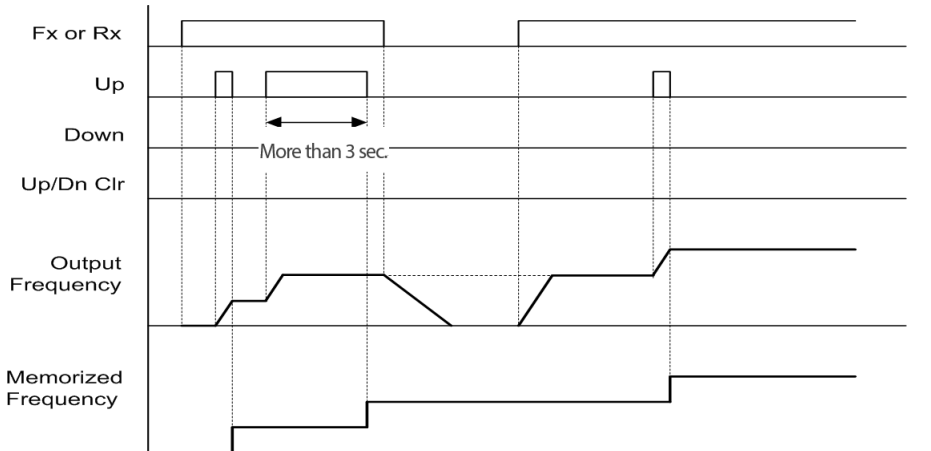 Fx or Rx
Up
Down
More than 3 sec.
Up/Dn Clr
Output
Frequency
Memorized
Frequency